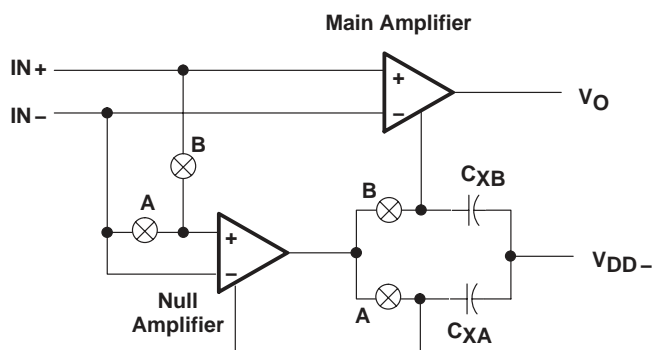 Main Amplifier
IN+
IN−
+
−
VO
B
A
B
CXB
+
−
VDD−
Null
Amplifier
A
CXA